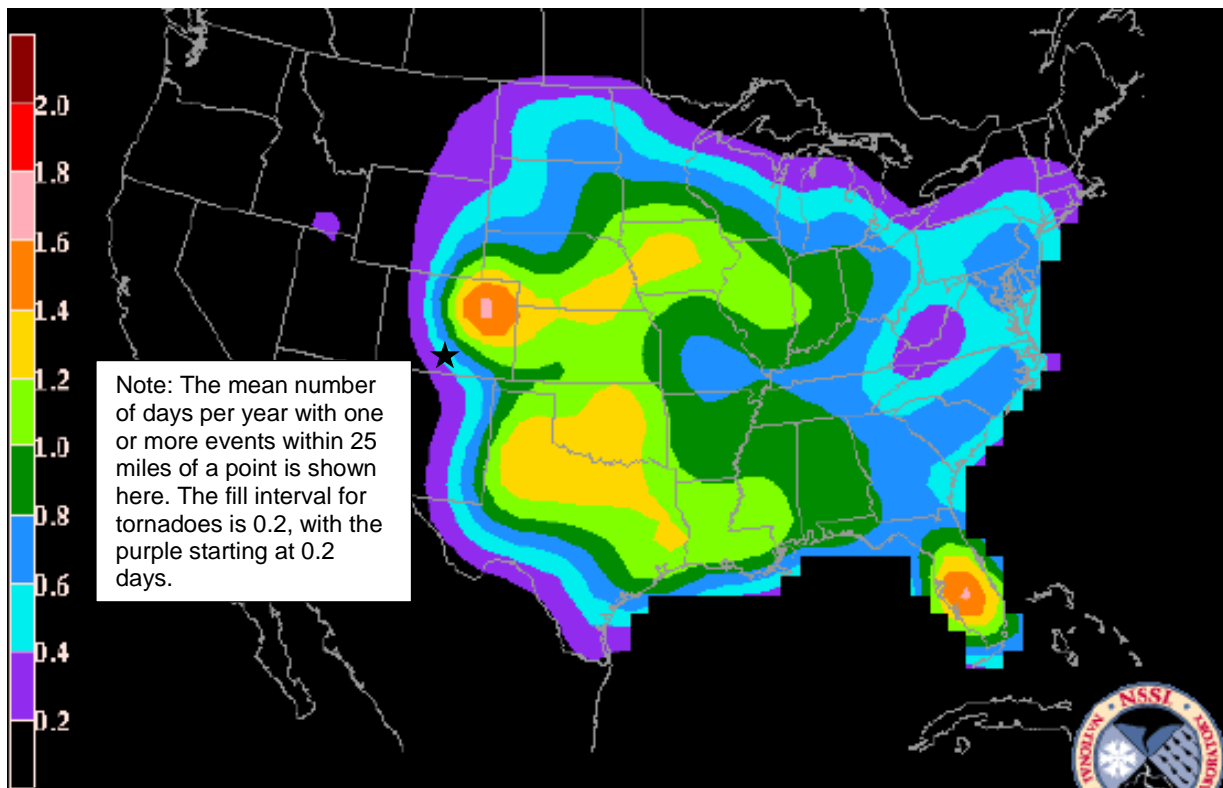 2.0
1.8
1.6
1.4
1.2
1.0
0.8
0.6
0.4
0.2
Note: The mean number
of days per year with one
or more events within 25
miles of a point is shown
here. The fill interval for
tornadoes is 0.2, with the
purple starting at 0.2
days.
NATIONAL · NSSL ·